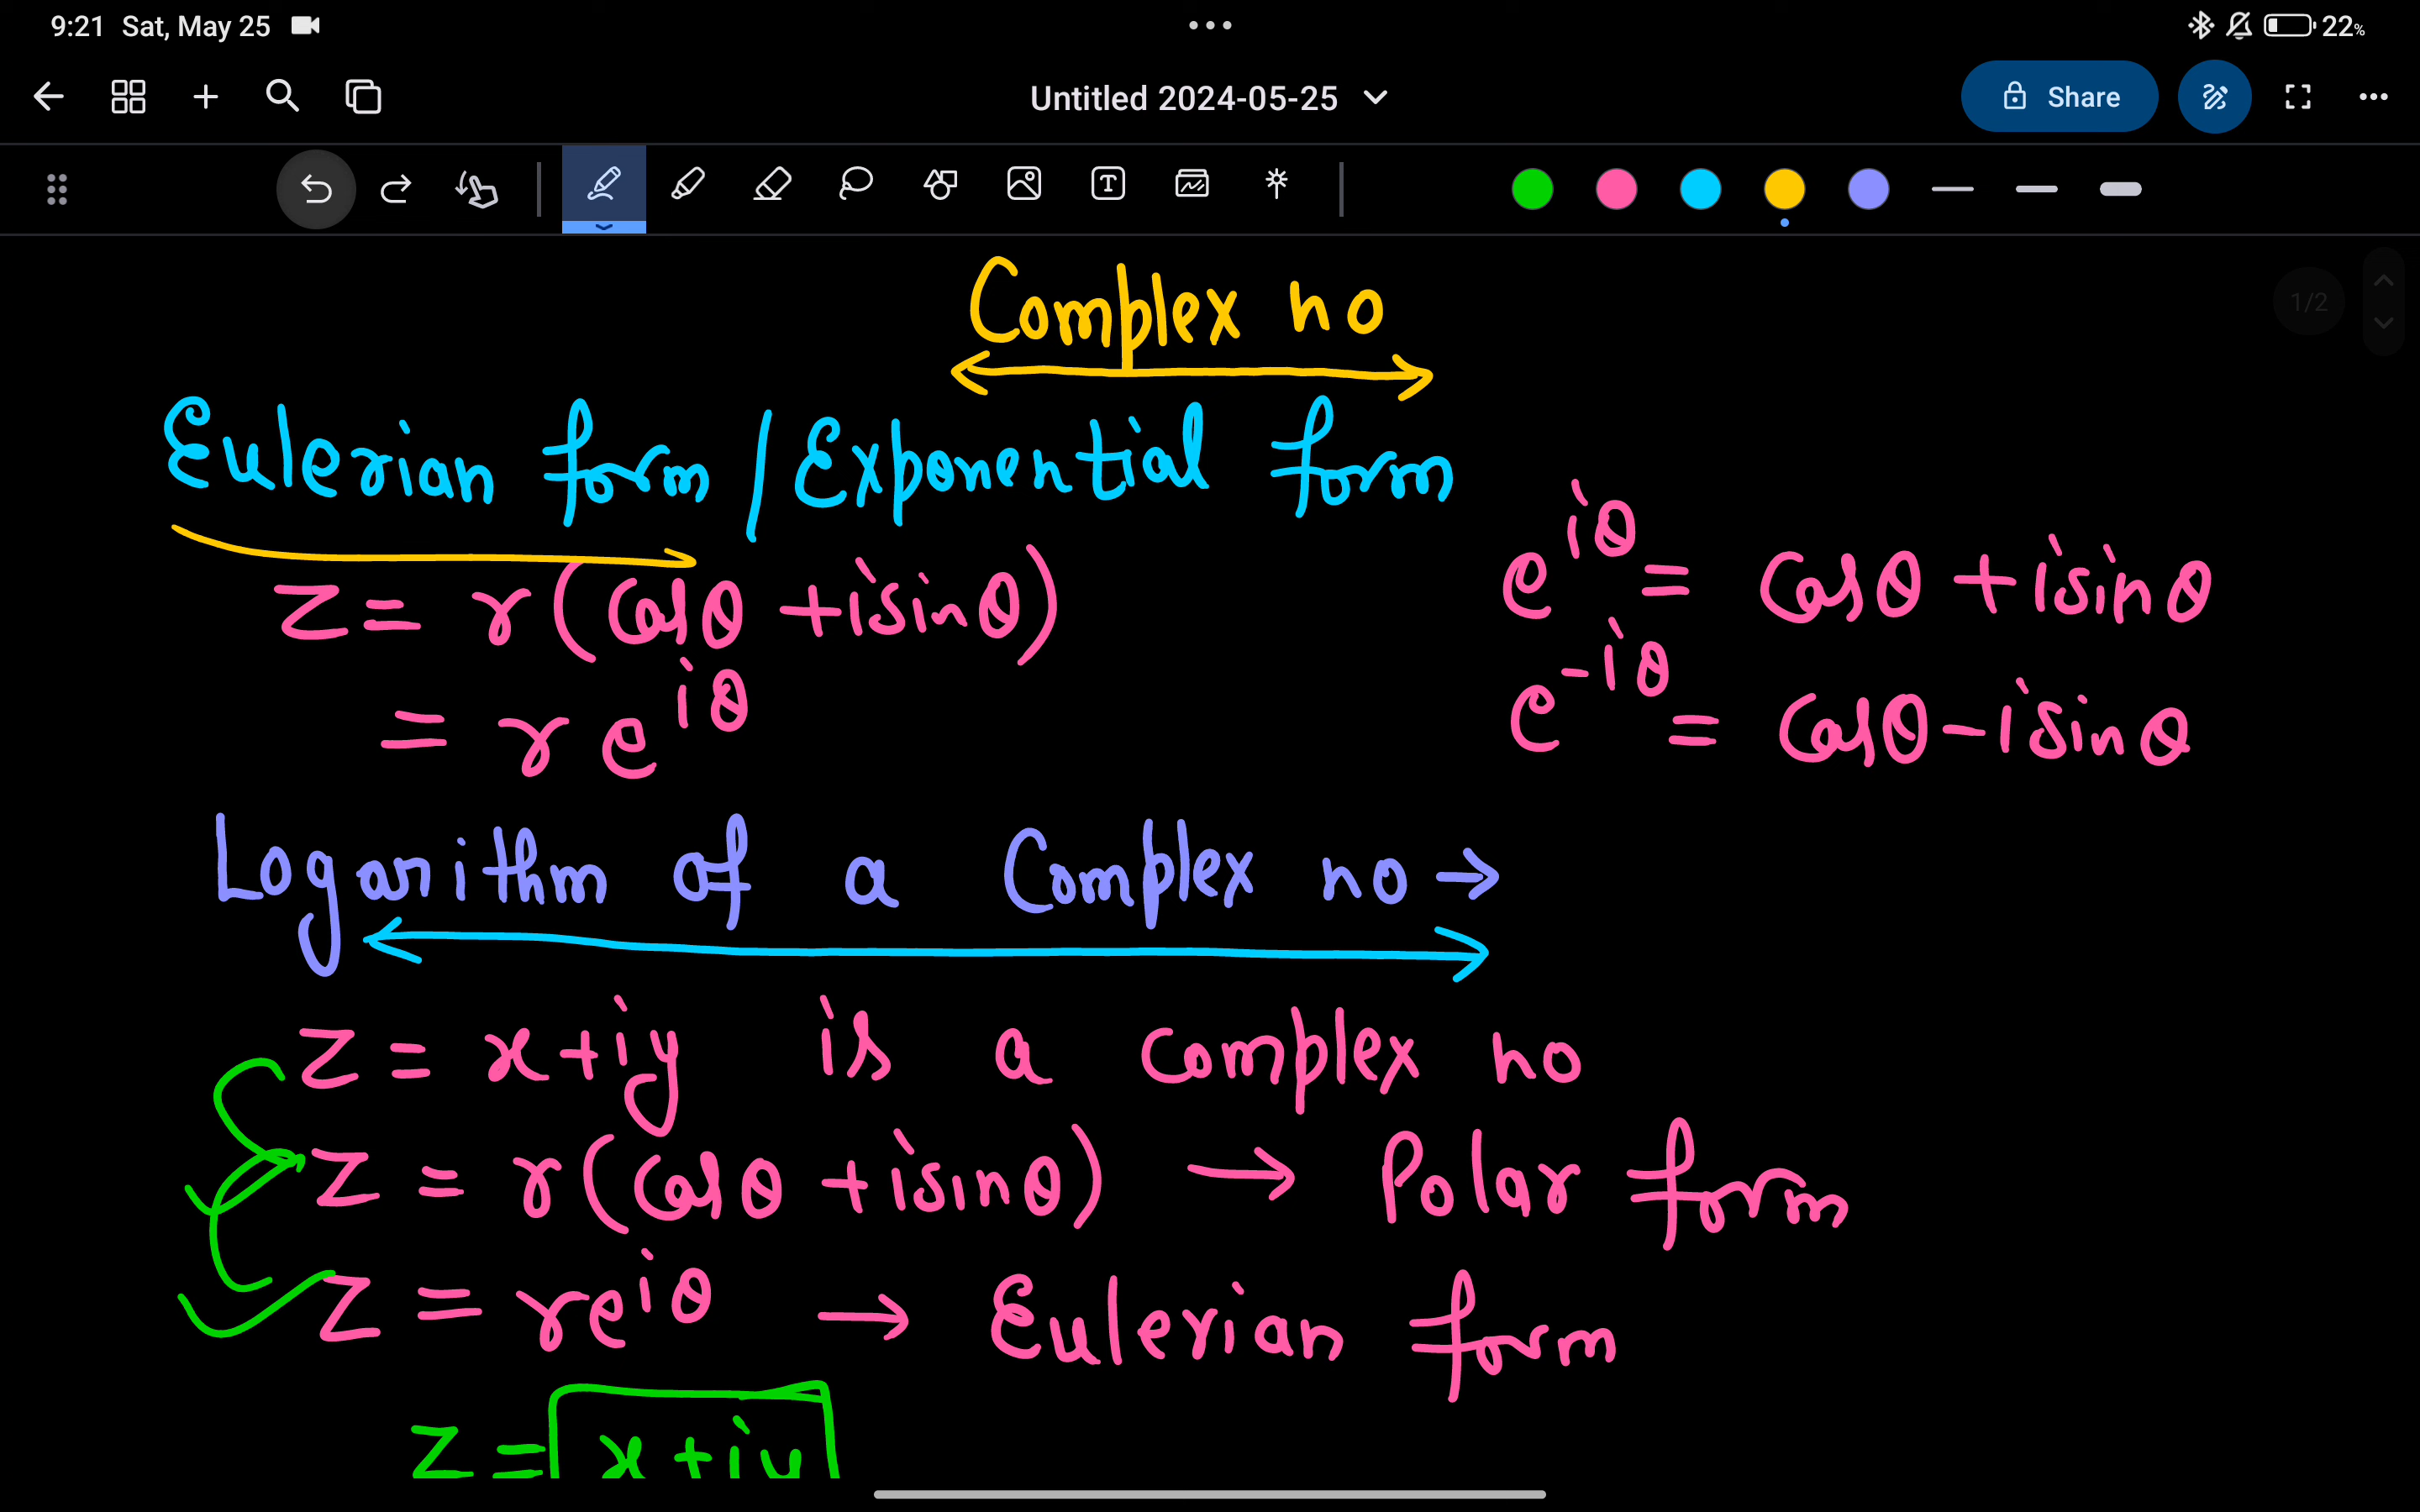 9:21 Sat, May 25 22%
Untitled 2024-05-25 Share
1/2
Complex no
Eulerian form / Exponential form
z = r(cosθ + isinθ) e^{iθ} = cosθ + isinθ
= re^{iθ} e^{-iθ} = cosθ - isinθ
Logarithm of a Complex no →
z = x + iy is a complex no
z = r(cosθ + isinθ) → Polar form
z = re^{iθ} → Eulerian form
z = x + iy